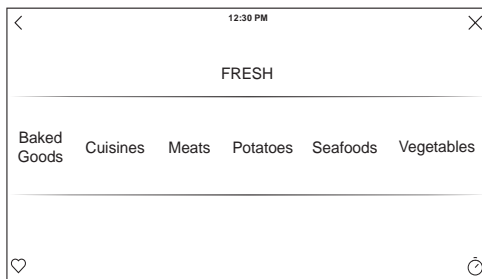 12:30 PM
FRESH
Baked
Goods
Cuisines
Meats
Potatoes
Seafoods
Vegetables